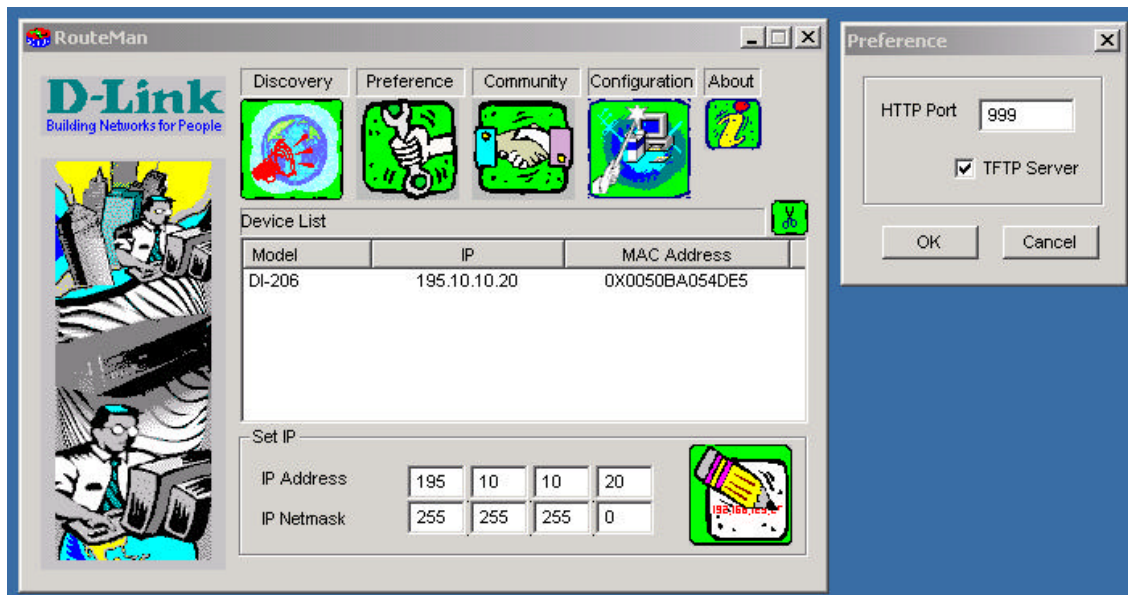 RouteMan
D-Link
Building Networks for People
Discovery Preference Community Configuration About
Device List
Model IP MAC Address
DI-206 195.10.10.20 0X0050BA054DE5
Set IP
IP Address 195 10 10 20
IP Netmask 255 255 255 0
Preference
HTTP Port 999
TFTP Server
OK Cancel